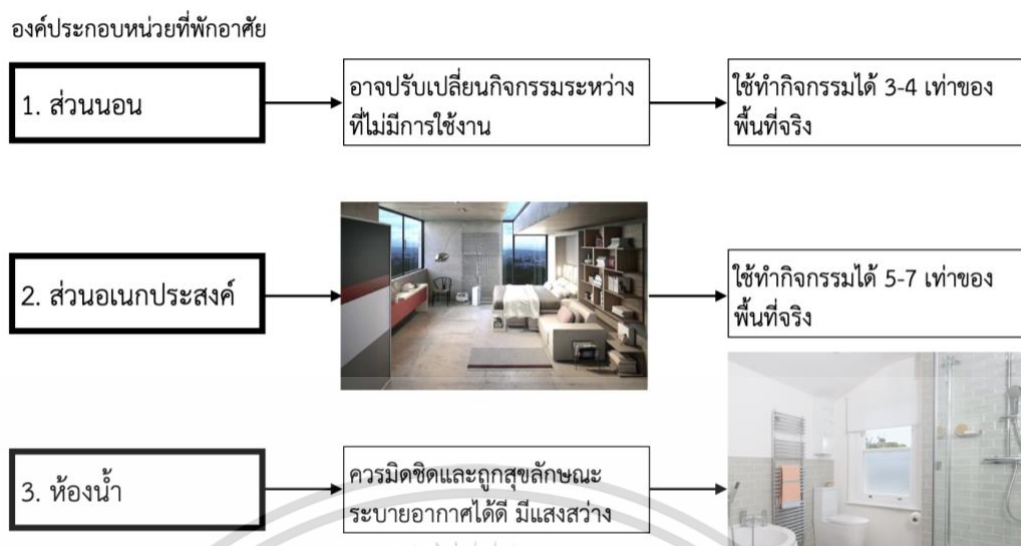 องค์ประกอบหน่วยที่พักอาศัย
1. ส่วนนอน
อาจปรับเปลี่ยนกิจกรรมระหว่าง
ที่ไม่มีการใช้งาน
ใช้ทำกิจกรรมได้ 3-4 เท่าของ
พื้นที่จริง
2. ส่วนอเนกประสงค์
ใช้ทำกิจกรรมได้ 5-7 เท่าของ
พื้นที่จริง
3. ห้องน้ำ
ควรมิดชิดและถูกสุขลักษณะ
ระบายอากาศได้ดี มีแสงสว่าง